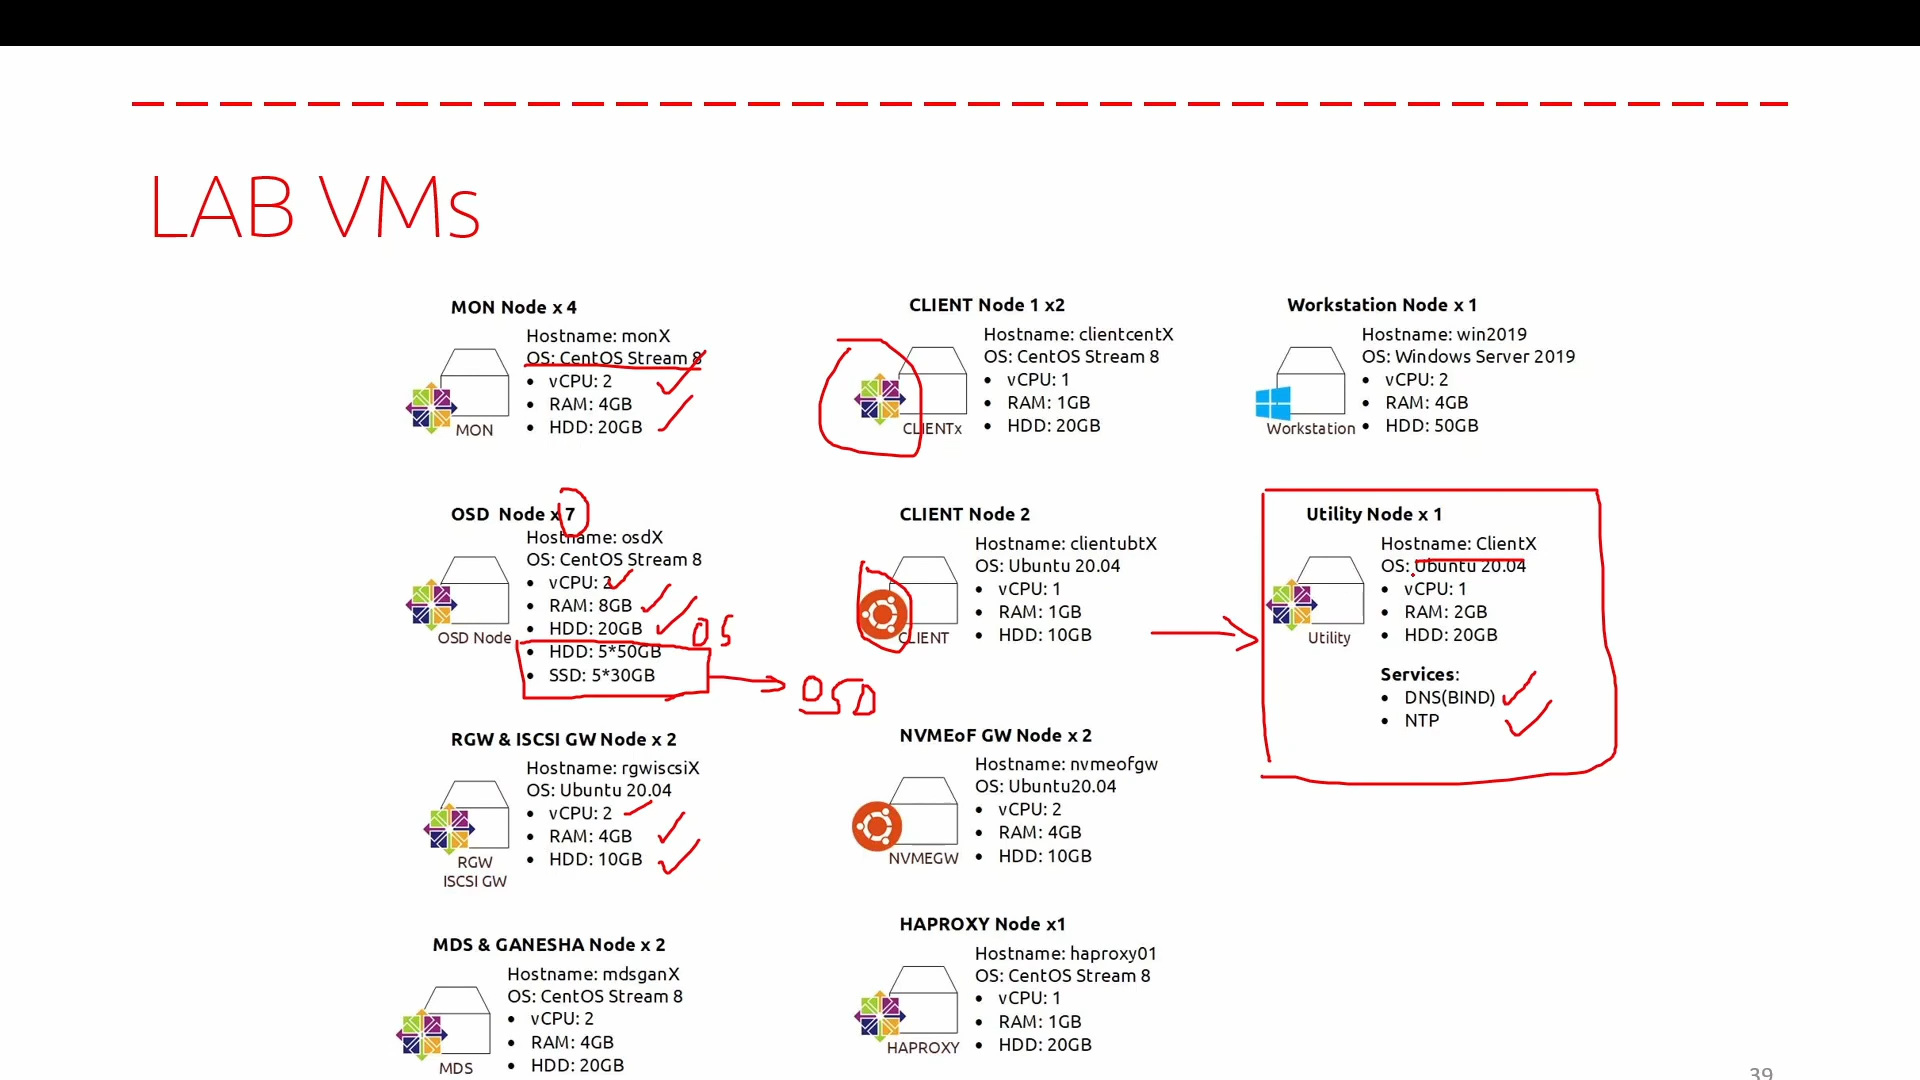 LAB VMs
MON Node x 4
Hostname: monX
OS: CentOS Stream 8
• vCPU: 2
• RAM: 4GB
• HDD: 20GB
MON
CLIENT Node 1 x2
Hostname: clientcentX
OS: CentOS Stream 8
• vCPU: 1
• RAM: 1GB
• HDD: 20GB
CLIENTx
Workstation Node x 1
Hostname: win2019
OS: Windows Server 2019
• vCPU: 2
• RAM: 4GB
• HDD: 50GB
Workstation
OSD Node x 7
Hostname: osdX
OS: CentOS Stream 8
• vCPU: 2
• RAM: 8GB
• HDD: 20GB
• HDD: 5*50GB
• SSD: 5*30GB
OSD Node
OS
OSD
CLIENT Node 2
Hostname: clientubtX
OS: Ubuntu 20.04
• vCPU: 1
• RAM: 1GB
• HDD: 10GB
CLIENT
Utility Node x 1
Hostname: ClientX
OS: Ubuntu 20.04
• vCPU: 1
• RAM: 2GB
• HDD: 20GB
Utility
Services:
• DNS(BIND)
• NTP
RGW & ISCSI GW Node x 2
Hostname: rgwiscsiX
OS: Ubuntu 20.04
• vCPU: 2
• RAM: 4GB
• HDD: 10GB
RGW
ISCSI GW
NVMEoF GW Node x 2
Hostname: nvmeofgw
OS: Ubuntu20.04
• vCPU: 2
• RAM: 4GB
• HDD: 10GB
NVMEGW
MDS & GANESHA Node x 2
Hostname: mdsganX
OS: CentOS Stream 8
• vCPU: 2
• RAM: 4GB
• HDD: 20GB
MDS
HAPROXY Node x1
Hostname: haproxy01
OS: CentOS Stream 8
• vCPU: 1
• RAM: 1GB
• HDD: 20GB
HAPROXY
39